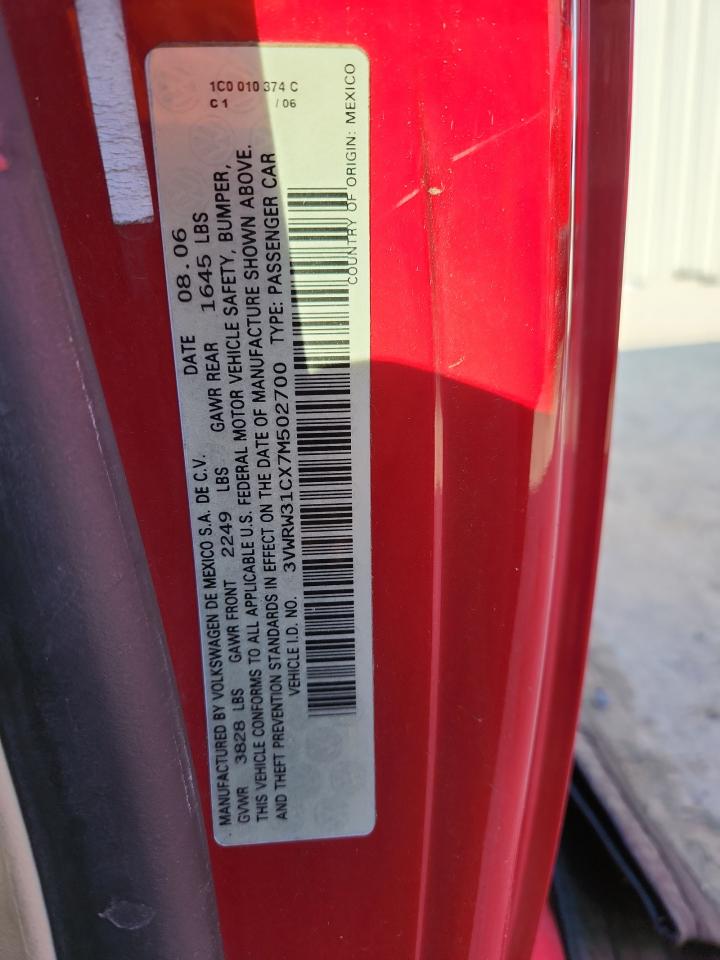 1C0 010 374 C
C 1 / 06
MANUFACTURED BY VOLKSWAGEN DE MEXICO S.A. DE C.V. DATE 08.06
GVWR 3828 LBS GAWR FRONT 2249 LBS GAWR REAR 1645 LBS
THIS VEHICLE CONFORMS TO ALL APPLICABLE U.S. FEDERAL MOTOR VEHICLE SAFETY, BUMPER,
AND THEFT PREVENTION STANDARDS IN EFFECT ON THE DATE OF MANUFACTURE SHOWN ABOVE.
VEHICLE I.D. NO. 3VWRW31CX7M502700 TYPE: PASSENGER CAR
COUNTRY OF ORIGIN: MEXICO